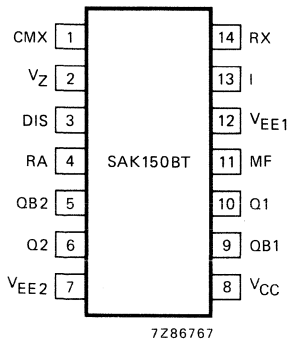 CMX 1 14 RX
VZ 2 13 I
DIS 3 12 VEE1
RA 4 SAK150BT 11 MF
QB2 5 10 Q1
Q2 6 9 QB1
VEE2 7 8 VCC
7Z86767